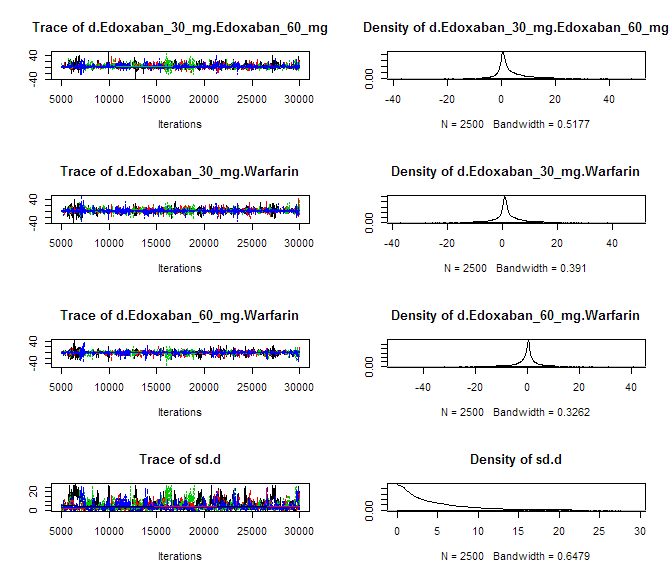 Trace of d.Edoxaban_30_mg.Edoxaban_60_mg
Density of d.Edoxaban_30_mg.Edoxaban_60_mg
-40 40
5000 10000 15000 20000 25000 30000
Iterations
0.00
-40 -20 0 20 40
N = 2500 Bandwidth = 0.5177
Trace of d.Edoxaban_30_mg.Warfarin
Density of d.Edoxaban_30_mg.Warfarin
-40 40
5000 10000 15000 20000 25000 30000
Iterations
0.00
-40 -20 0 20 40
N = 2500 Bandwidth = 0.391
Trace of d.Edoxaban_60_mg.Warfarin
Density of d.Edoxaban_60_mg.Warfarin
-40 40
5000 10000 15000 20000 25000 30000
Iterations
0.00
-40 -20 0 20 40
N = 2500 Bandwidth = 0.3262
Trace of sd.d
Density of sd.d
0 20
5000 10000 15000 20000 25000 30000
Iterations
0.00
0 5 10 15 20 25 30
N = 2500 Bandwidth = 0.6479